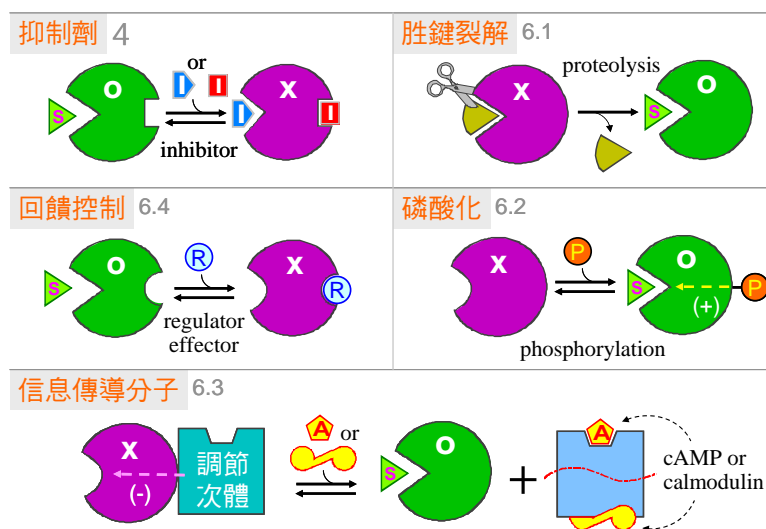 抑制劑 4
or
I I
O
X
S
I
I
inhibitor
胜鍵裂解 6.1
proteolysis
X
O
S
回饋控制 6.4
R
O
X
S
R
regulator
effector
磷酸化 6.2
P
X
O
S
P
(+)
phosphorylation
信息傳導分子 6.3
X
(-)
調節
次體
A or
O
S
+
A
cAMP or
calmodulin